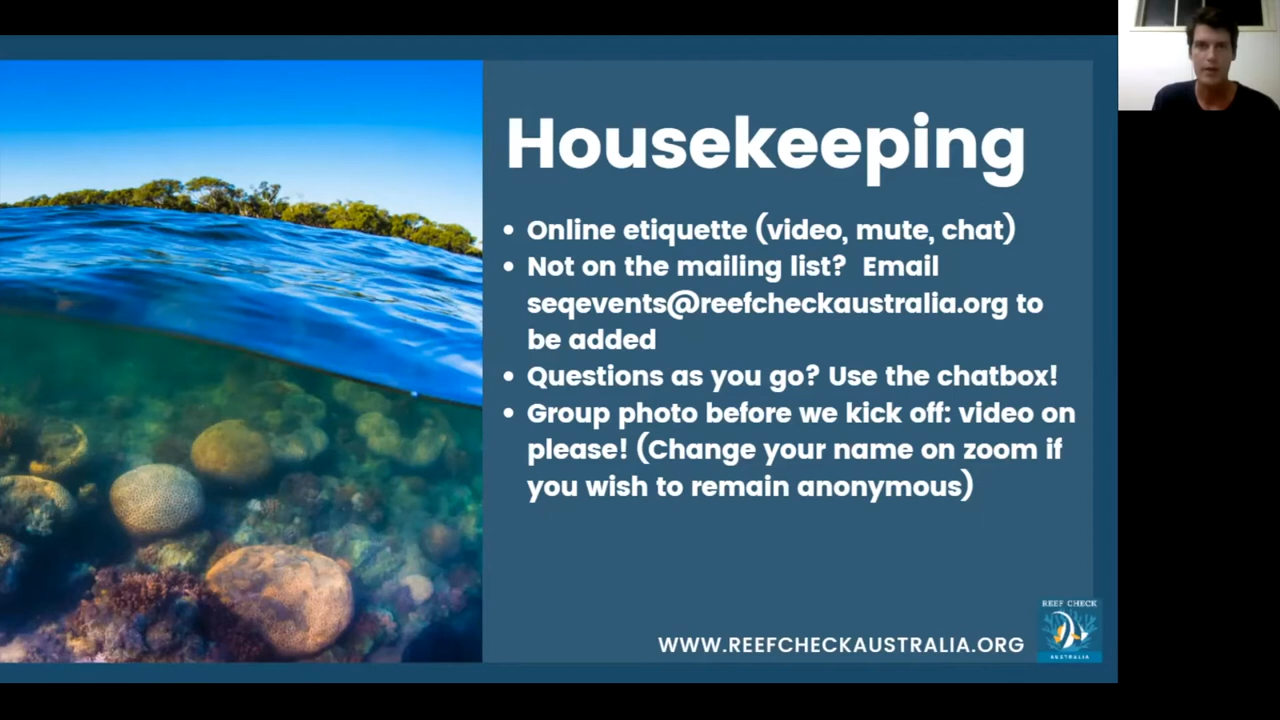 Housekeeping
• Online etiquette (video, mute, chat)
• Not on the mailing list?  Email
seqevents@reefcheckaustralia.org to
be added
• Questions as you go? Use the chatbox!
• Group photo before we kick off: video on
please! (Change your name on zoom if
you wish to remain anonymous)
WWW.REEFCHECKAUSTRALIA.ORG
REEF CHECK
AUSTRALIA